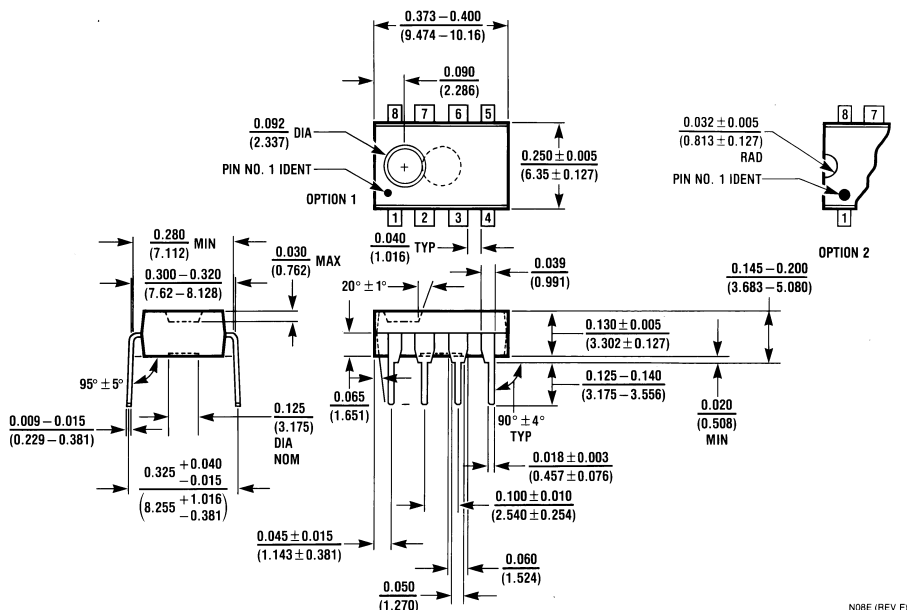 0.373 – 0.400
(9.474 – 10.16)
0.090
(2.286)
8 7 6 5
0.092
(2.337)
DIA
PIN NO. 1 IDENT
OPTION 1
1 2 3 4
0.250 ± 0.005
(6.35 ± 0.127)
0.032 ± 0.005
(0.813 ± 0.127)
RAD
PIN NO. 1 IDENT
8 7
1
OPTION 2
0.280
(7.112)
MIN
0.300 – 0.320
(7.62 – 8.128)
0.030
(0.762)
MAX
0.040
(1.016)
TYP
0.039
(0.991)
20° ± 1°
0.145 – 0.200
(3.683 – 5.080)
0.130 ± 0.005
(3.302 ± 0.127)
0.125 – 0.140
(3.175 – 3.556)
0.020
(0.508)
MIN
95° ± 5°
0.009 – 0.015
(0.229 – 0.381)
0.125
(3.175)
DIA
NOM
0.065
(1.651)
90° ± 4°
TYP
0.018 ± 0.003
(0.457 ± 0.076)
0.325 +0.040
−0.015
(8.255 +1.016
−0.381)
0.100 ± 0.010
(2.540 ± 0.254)
0.045 ± 0.015
(1.143 ± 0.381)
0.060
(1.524)
0.050
(1.270)
N08E (REV F)